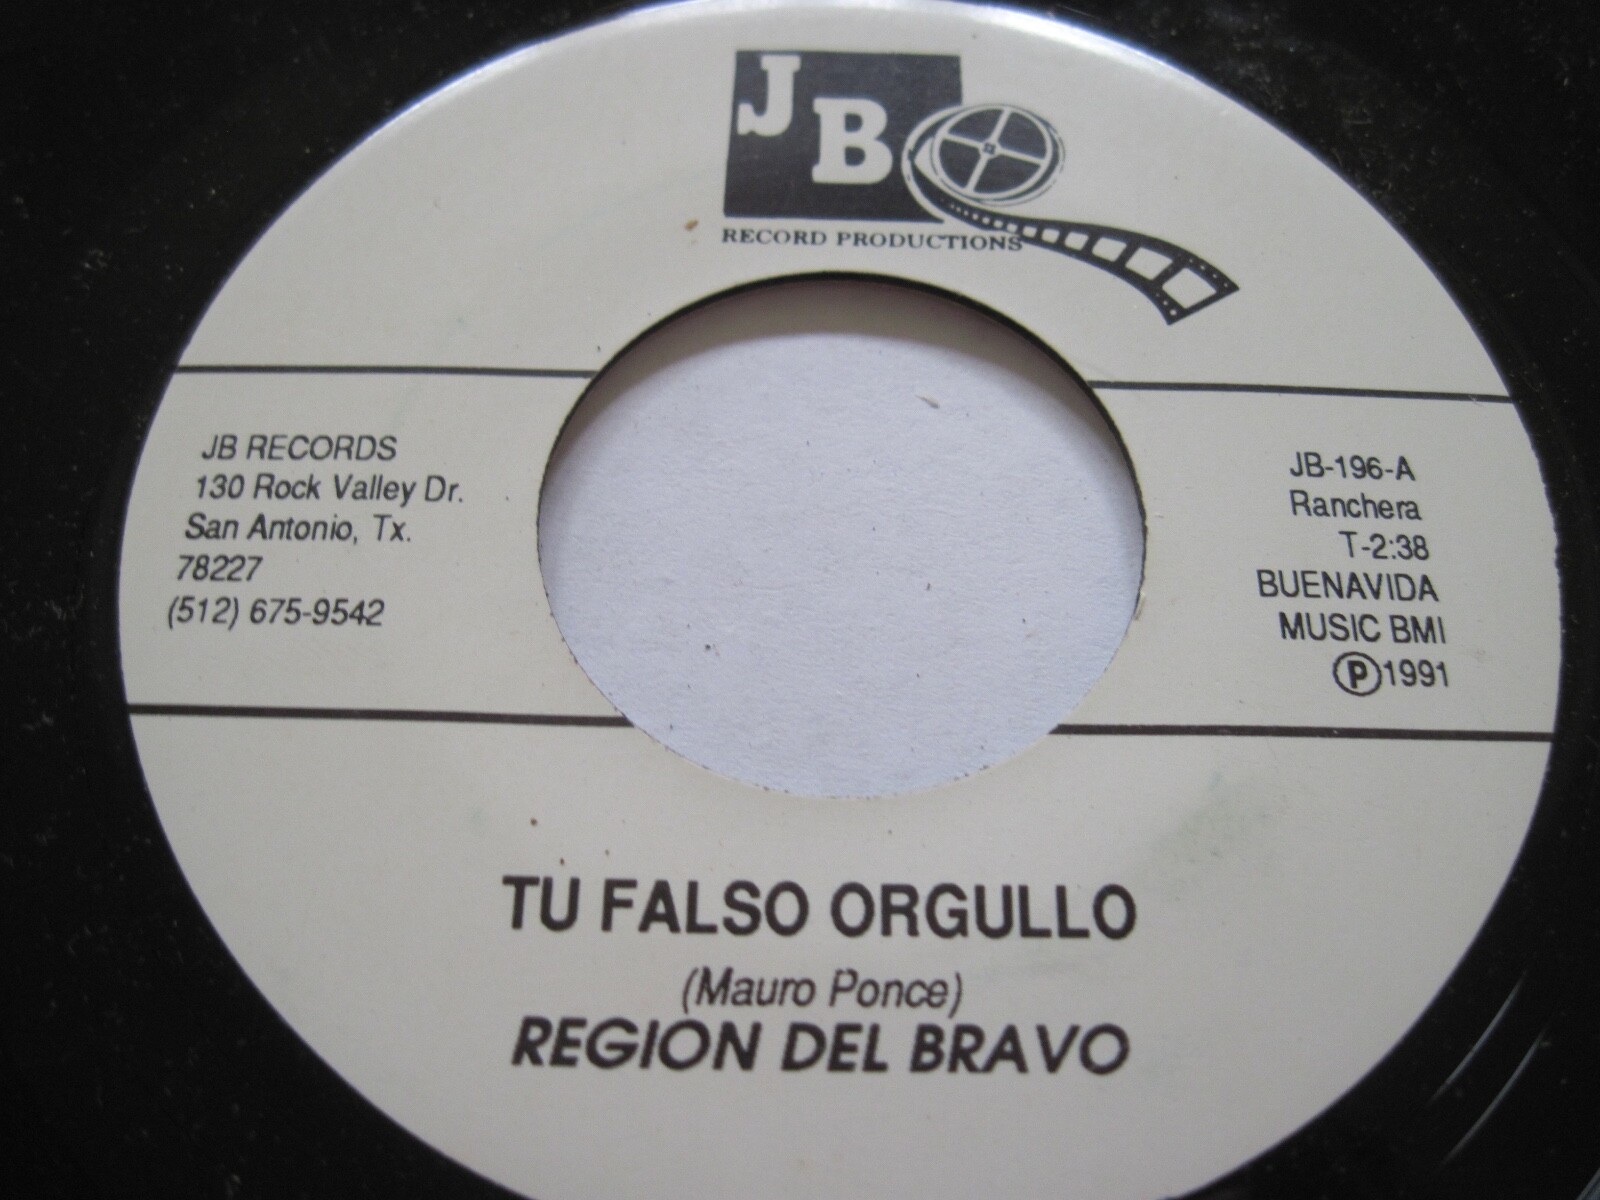 JB
RECORD PRODUCTIONS
JB RECORDS
130 Rock Valley Dr.
San Antonio, Tx.
78227
(512) 675-9542
JB-196-A
Ranchera
T-2:38
BUENAVIDA
MUSIC BMI
Ⓟ1991
TU FALSO ORGULLO
(Mauro Ponce)
REGION DEL BRAVO